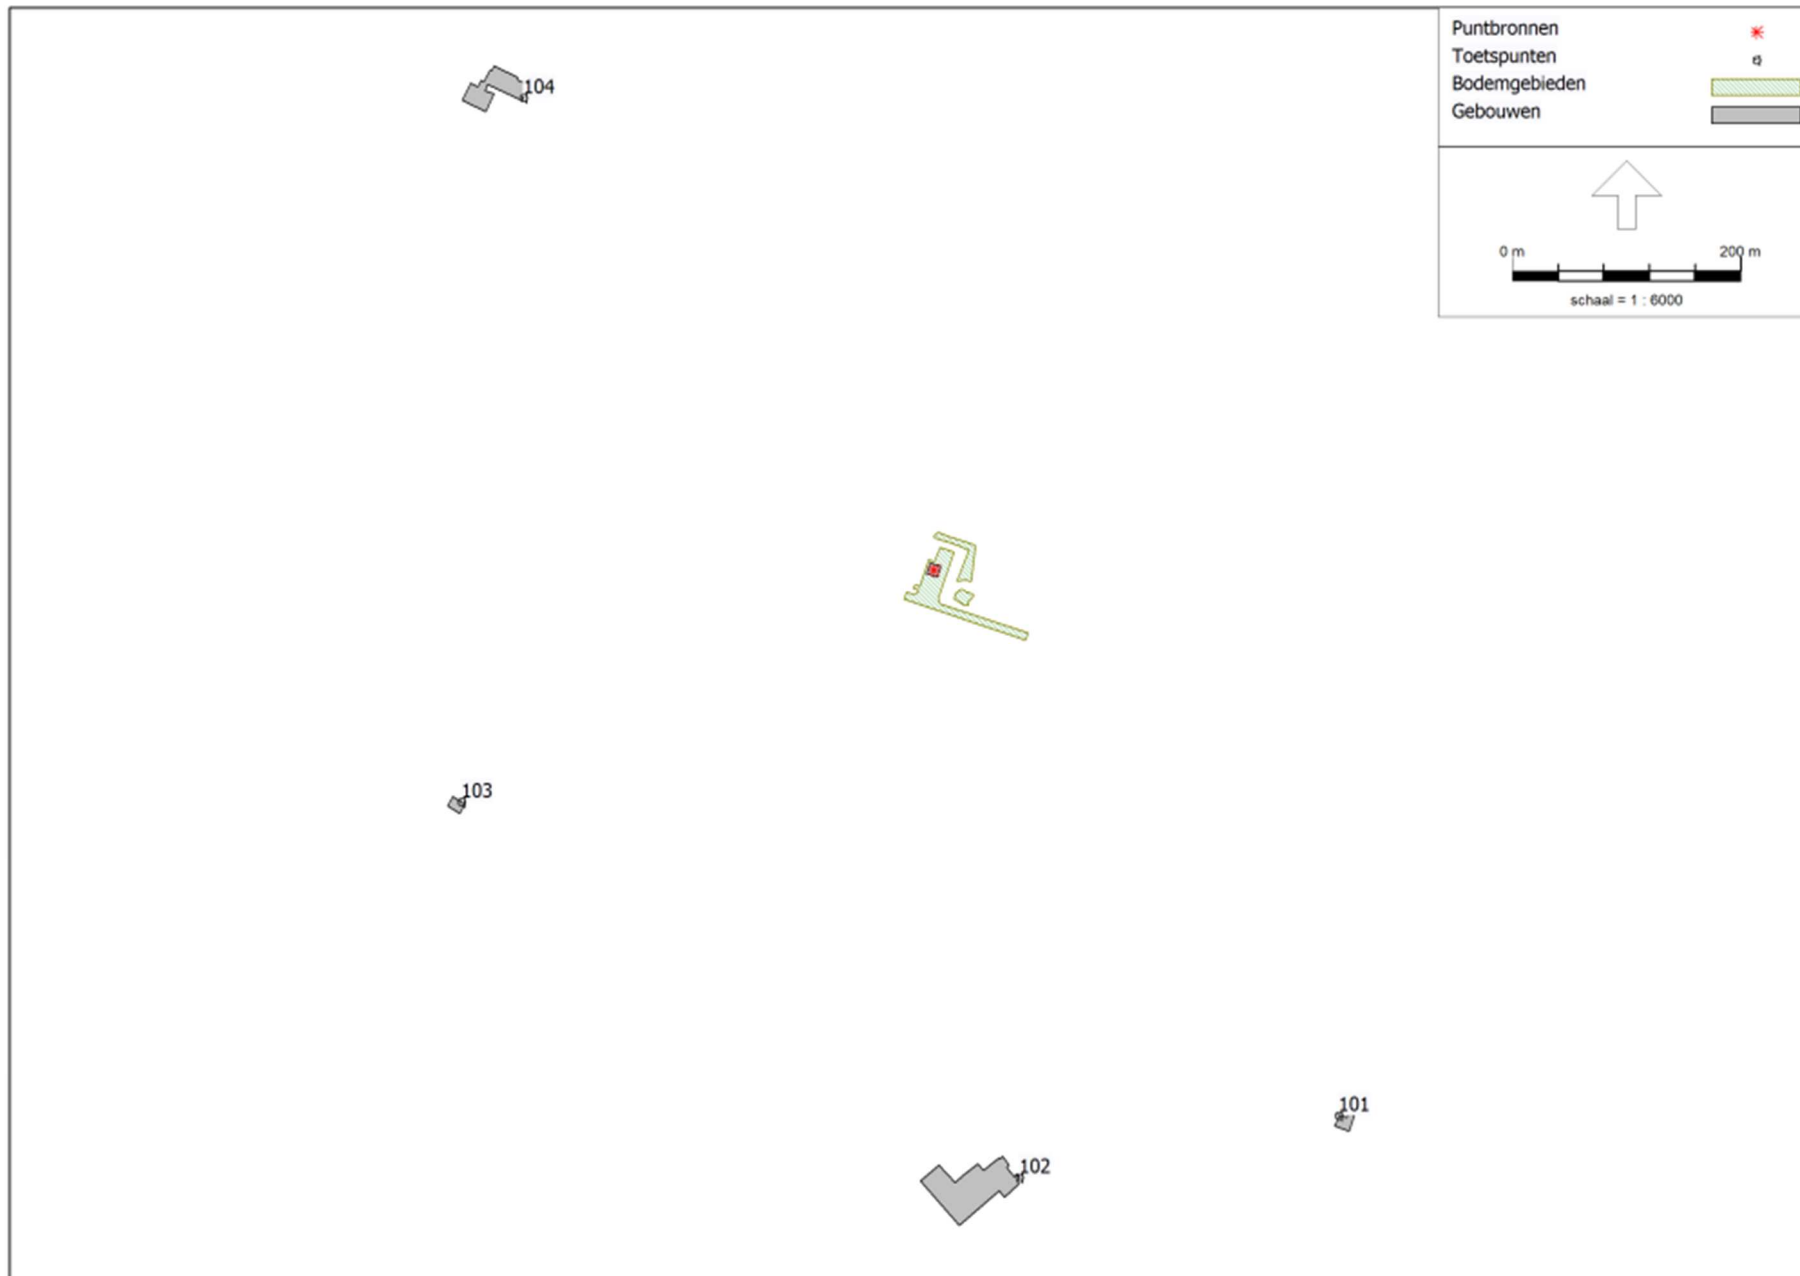 Puntbronnen
Toetspunten
Bodemgebieden
Gebouwen
0 m 200 m
schaal = 1 : 6000
104
103
101
102